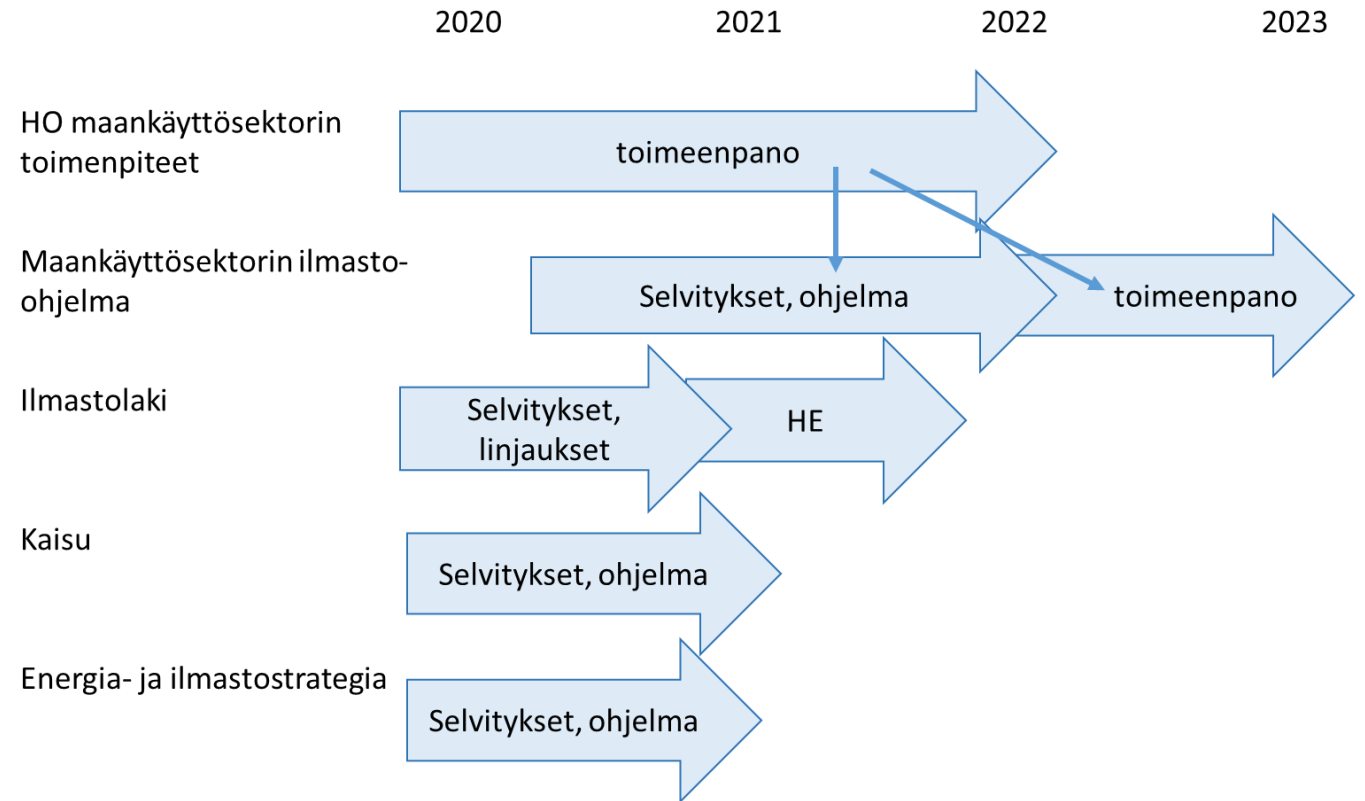 2020 2021 2022 2023
HO maankäyttösektorin
toimenpiteet
toimeenpano
Maankäyttösektorin ilmasto-
ohjelma
Selvitykset, ohjelma
toimeenpano
Ilmastolaki
Selvitykset,
linjaukset
HE
Kaisu
Selvitykset, ohjelma
Energia- ja ilmastostrategia
Selvitykset, ohjelma